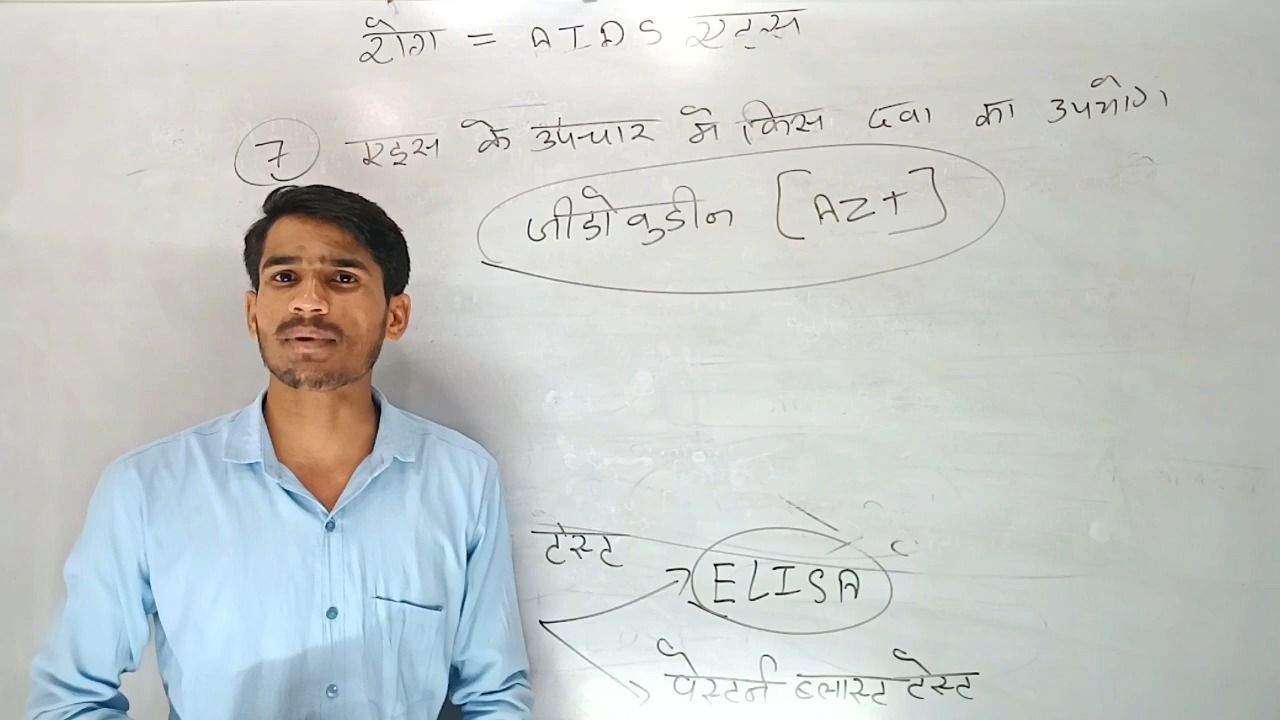 रोग = AIDS एड्स
7 एड्स के उपचार मे किस दवा का उपयोग।
जीडोवुडीन [AZT]
टेस्ट
ELISA
वेस्टर्न ब्लास्ट टेस्ट